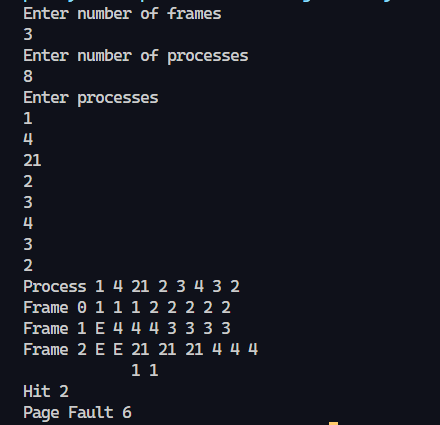 Enter number of frames
3
Enter number of processes
8
Enter processes
1
4
21
2
3
4
3
2
Process 1 4 21 2 3 4 3 2
Frame 0 1 1 1 2 2 2 2 2
Frame 1 E 4 4 4 3 3 3 3
Frame 2 E E 21 21 21 4 4 4
1 1
Hit 2
Page Fault 6